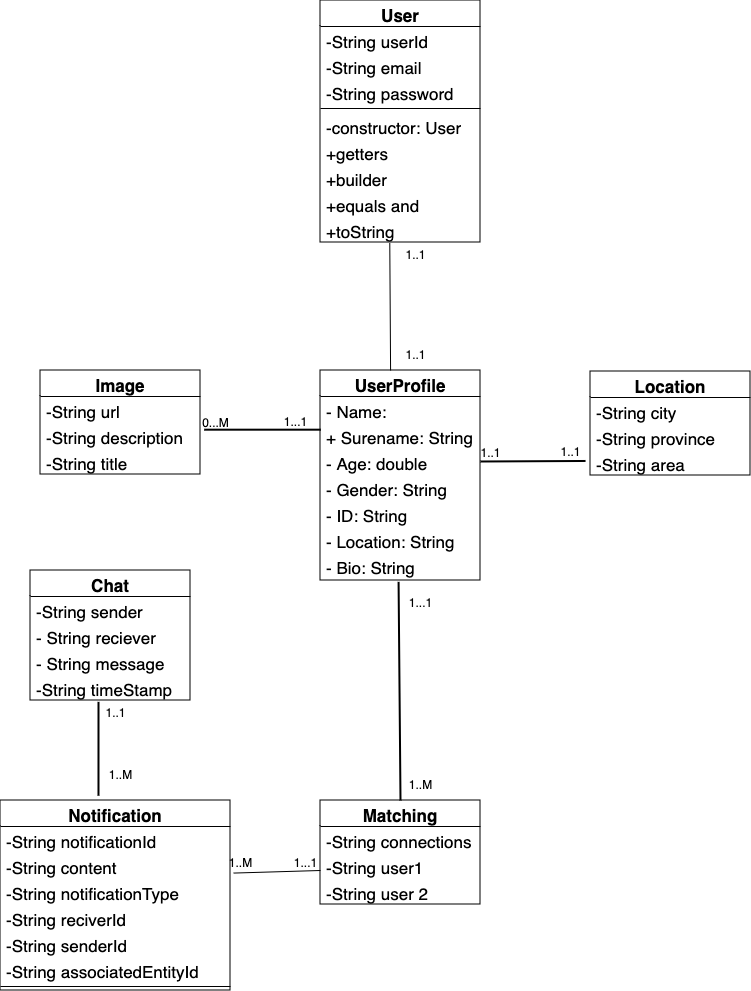 User
-String userId
-String email
-String password
-constructor: User
+getters
+builder
+equals and
+toString
1..1
1..1
Image
-String url
-String description
-String title
0...M
1...1
UserProfile
- Name:
+ Surename: String
- Age: double
- Gender: String
- ID: String
- Location: String
- Bio: String
1..1
1..1
Location
-String city
-String province
-String area
1...1
1..M
Chat
-String sender
- String reciever
- String message
-String timeStamp
1..1
1..M
Notification
-String notificationId
-String content
-String notificationType
-String reciverId
-String senderId
-String associatedEntityId
1..M
1...1
Matching
-String connections
-String user1
-String user 2